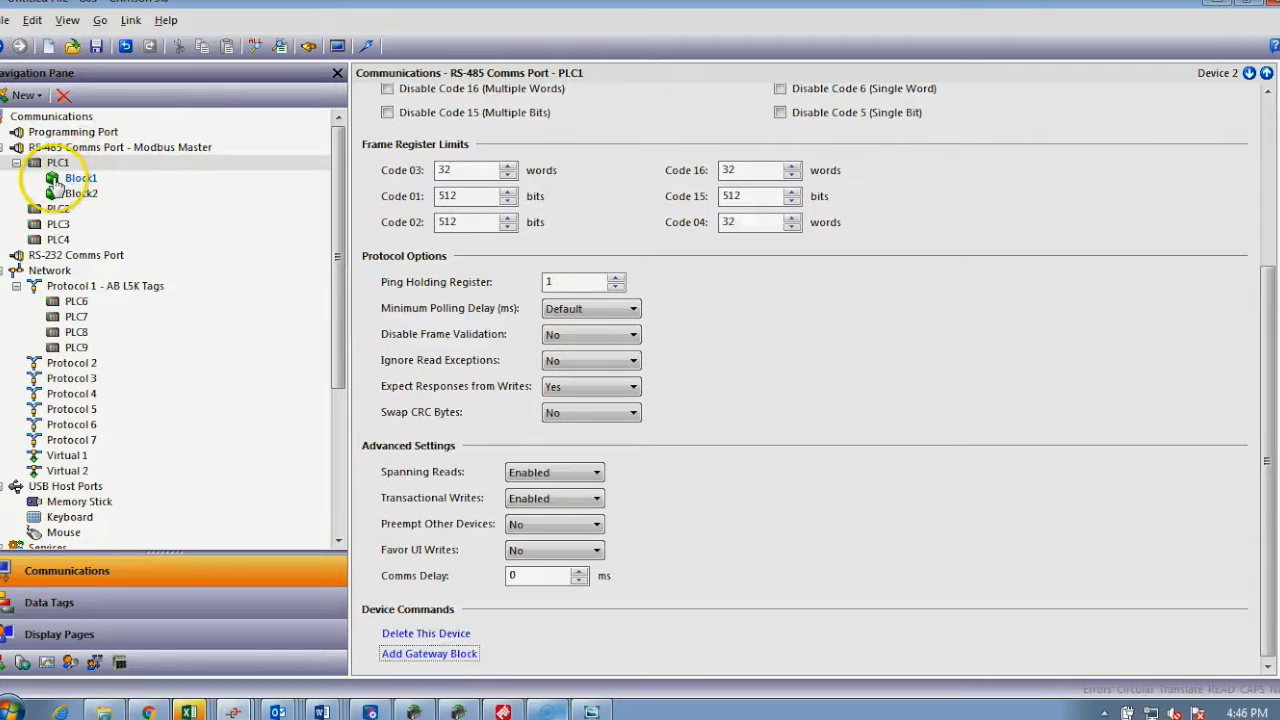 Edit View Go Link Help
Navigation Pane
New
Communications
Programming Port
RS-485 Comms Port - Modbus Master
PLC1
Block1
Block2
PLC2
PLC3
PLC4
RS-232 Comms Port
Network
Protocol 1 - AB L5K Tags
PLC6
PLC7
PLC8
PLC9
Protocol 2
Protocol 3
Protocol 4
Protocol 5
Protocol 6
Protocol 7
Virtual 1
Virtual 2
USB Host Ports
Memory Stick
Keyboard
Mouse
Services
Communications
Data Tags
Display Pages
Communications - RS-485 Comms Port - PLC1 Device 2
Disable Code 16 (Multiple Words) Disable Code 6 (Single Word)
Disable Code 15 (Multiple Bits) Disable Code 5 (Single Bit)
Frame Register Limits
Code 03: 32 words Code 16: 32 words
Code 01: 512 bits Code 15: 512 bits
Code 02: 512 bits Code 04: 32 words
Protocol Options
Ping Holding Register: 1
Minimum Polling Delay (ms): Default
Disable Frame Validation: No
Ignore Read Exceptions: No
Expect Responses from Writes: Yes
Swap CRC Bytes: No
Advanced Settings
Spanning Reads: Enabled
Transactional Writes: Enabled
Preempt Other Devices: No
Favor UI Writes: No
Comms Delay: 0 ms
Device Commands
Delete This Device
Add Gateway Block
Errors Circular Translate READ CAPS
4:46 PM